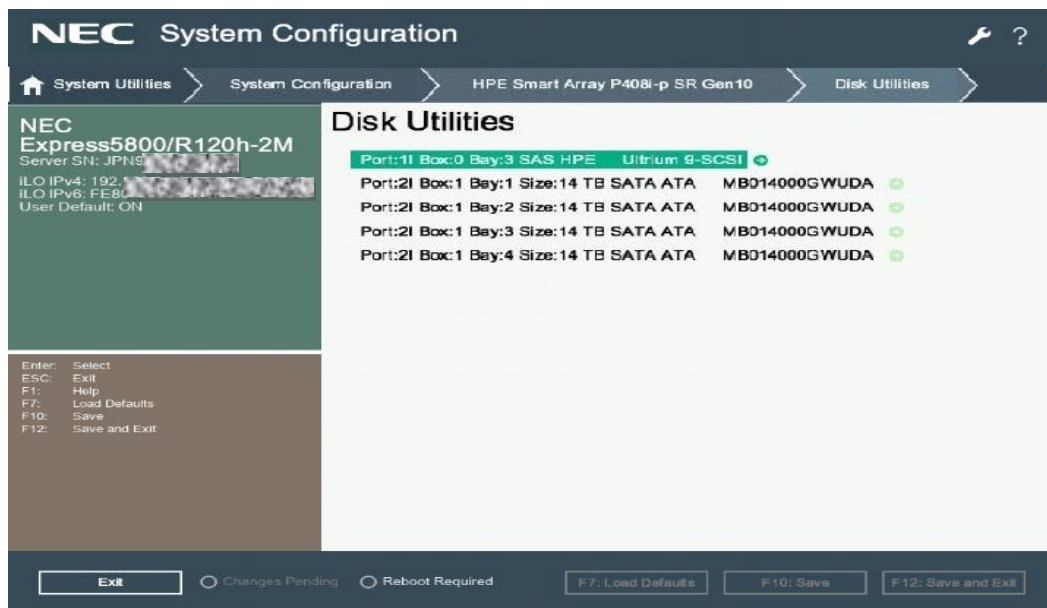 NEC System Configuration
?
System Utilities
System Configuration
HPE Smart Array P408i-p SR Gen10
Disk Utilities
NEC
Express5800/R120h-2M
Server SN: JPN9
iLO IPv4: 192.
iLO IPv6: FE80
User Default: ON
Enter: Select
ESC: Exit
F1: Help
F7: Load Defaults
F10: Save
F12: Save and Exit
Disk Utilities
Port:1I Box:0 Bay:3 SAS HPE Ultrium 9-SCSI
Port:2I Box:1 Bay:1 Size:14 TB SATA ATA MB014000GWUDA
Port:2I Box:1 Bay:2 Size:14 TB SATA ATA MB014000GWUDA
Port:2I Box:1 Bay:3 Size:14 TB SATA ATA MB014000GWUDA
Port:2I Box:1 Bay:4 Size:14 TB SATA ATA MB014000GWUDA
Exit
Changes Pending
Reboot Required
F7: Load Defaults
F10: Save
F12: Save and Exit